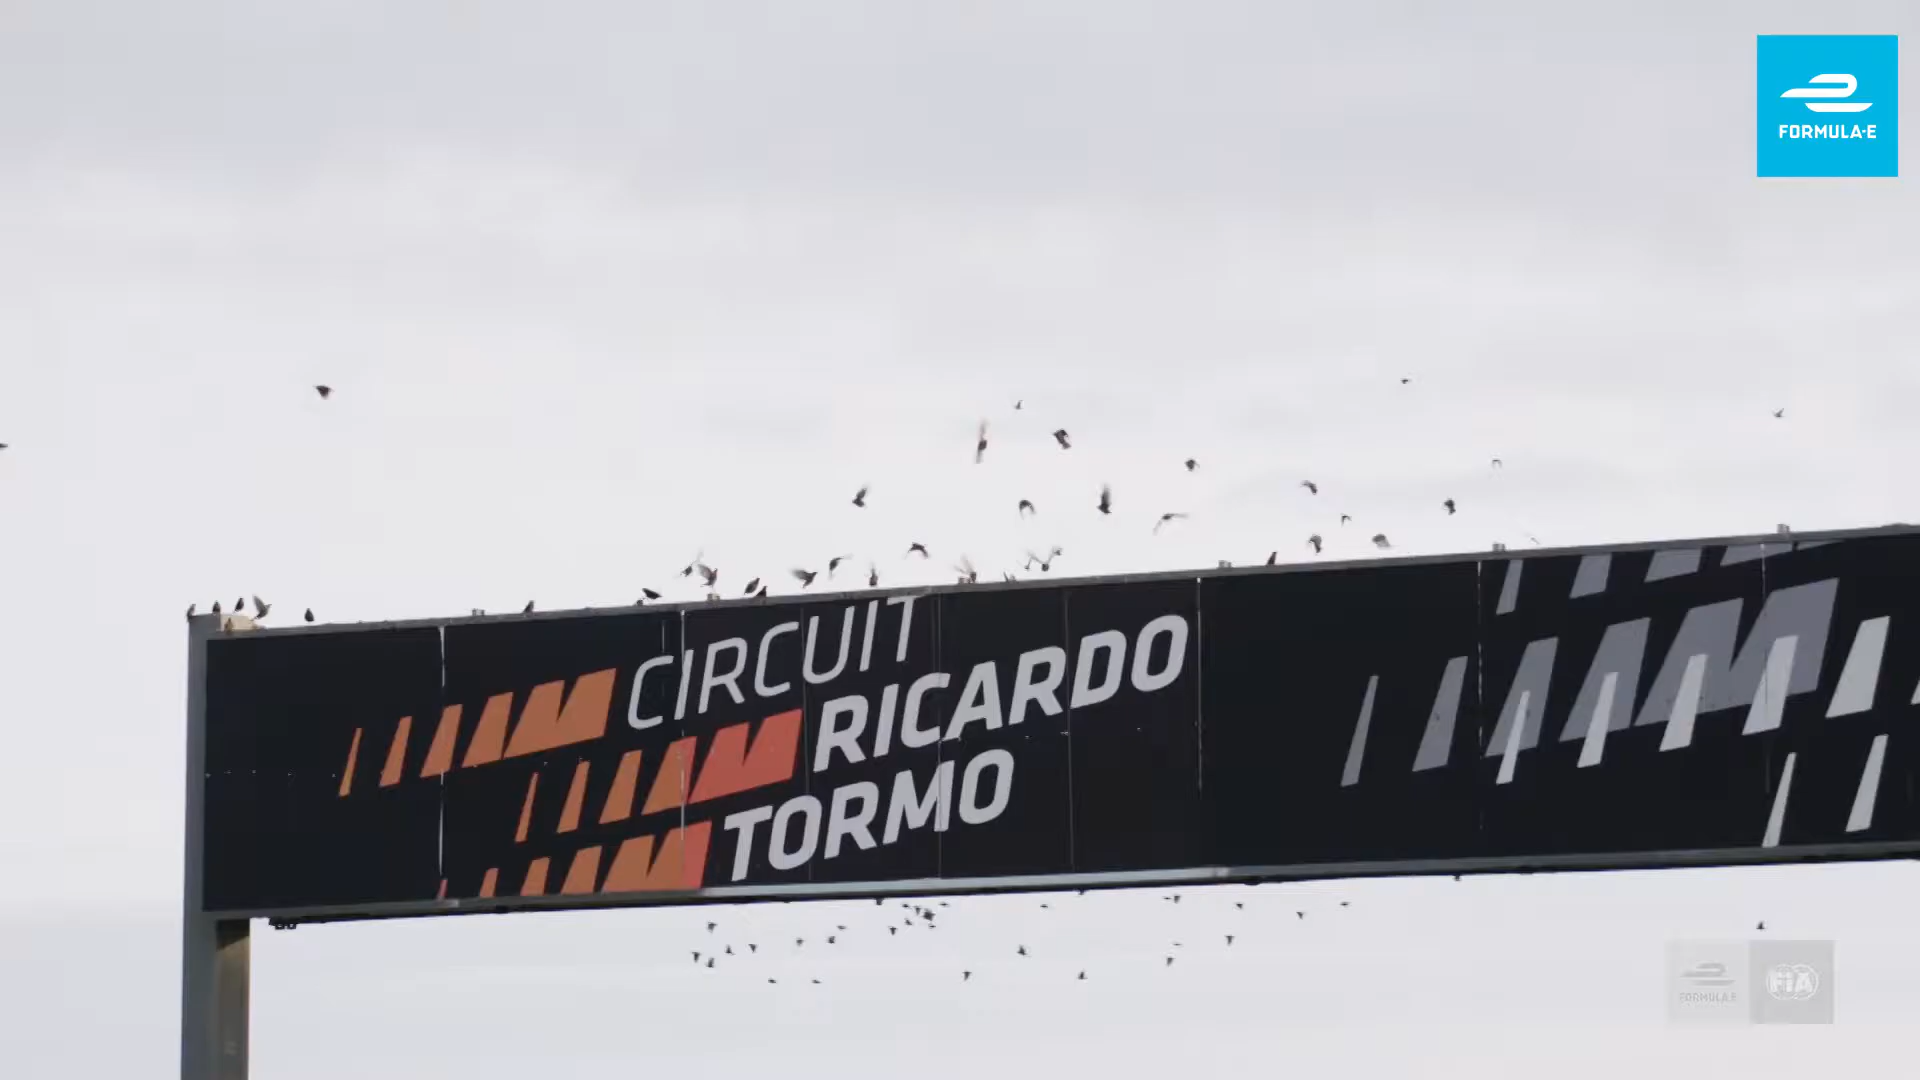 FORMULA-E
CIRCUIT
RICARDO
TORMO
FORMULA-E
FIA